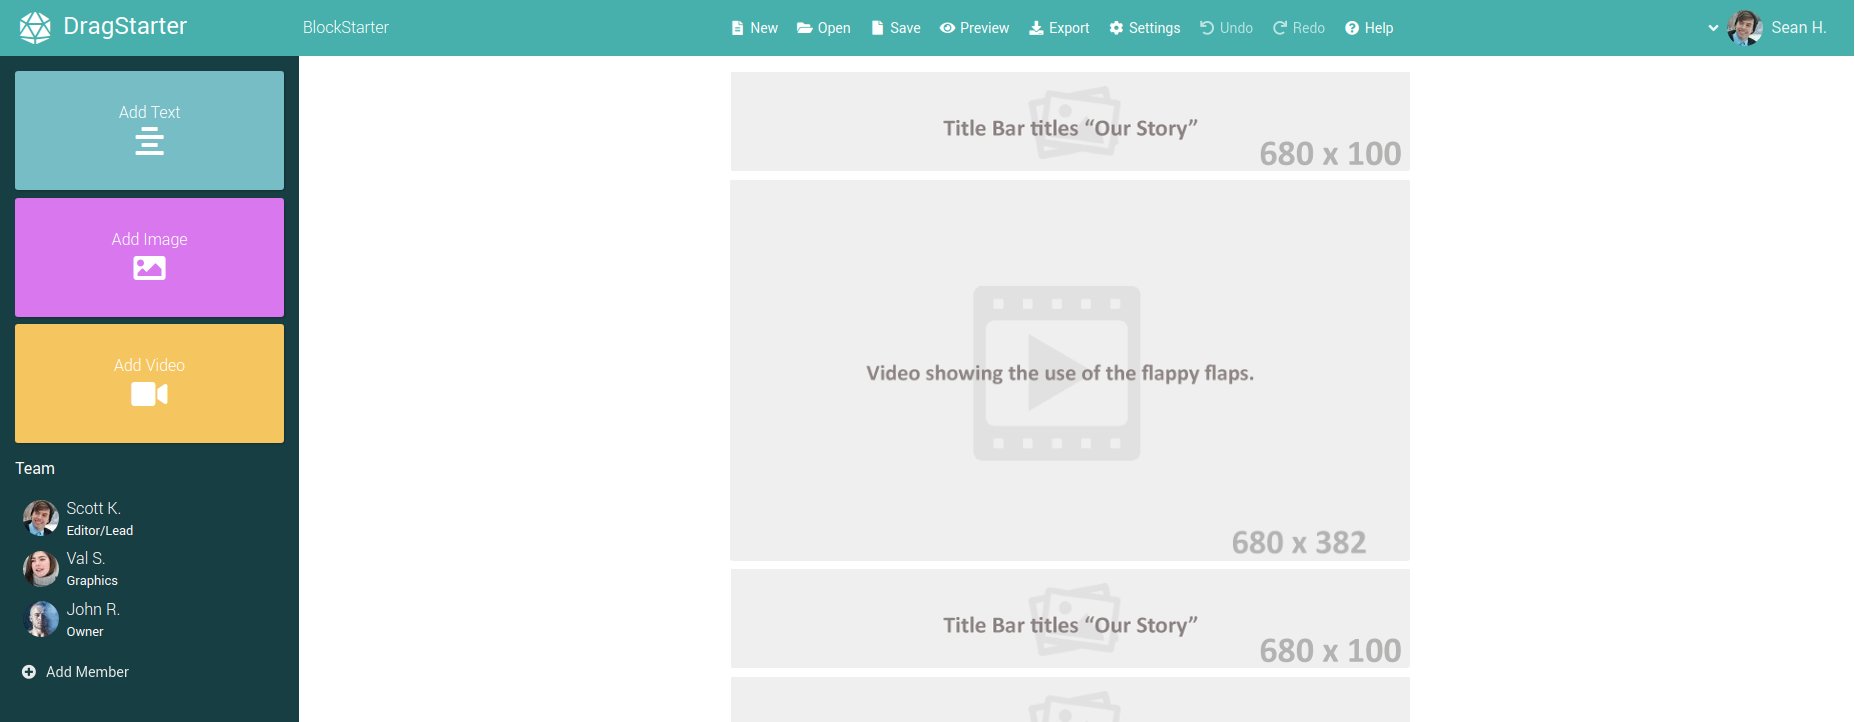 DragStarter
BlockStarter
New
Open
Save
Preview
Export
Settings
Undo
Redo
Help
Sean H.
Add Text
Add Image
Add Video
Team
Scott K.
Editor/Lead
Val S.
Graphics
John R.
Owner
Add Member
Title Bar titles “Our Story”
680 x 100
Video showing the use of the flappy flaps.
680 x 382
Title Bar titles “Our Story”
680 x 100